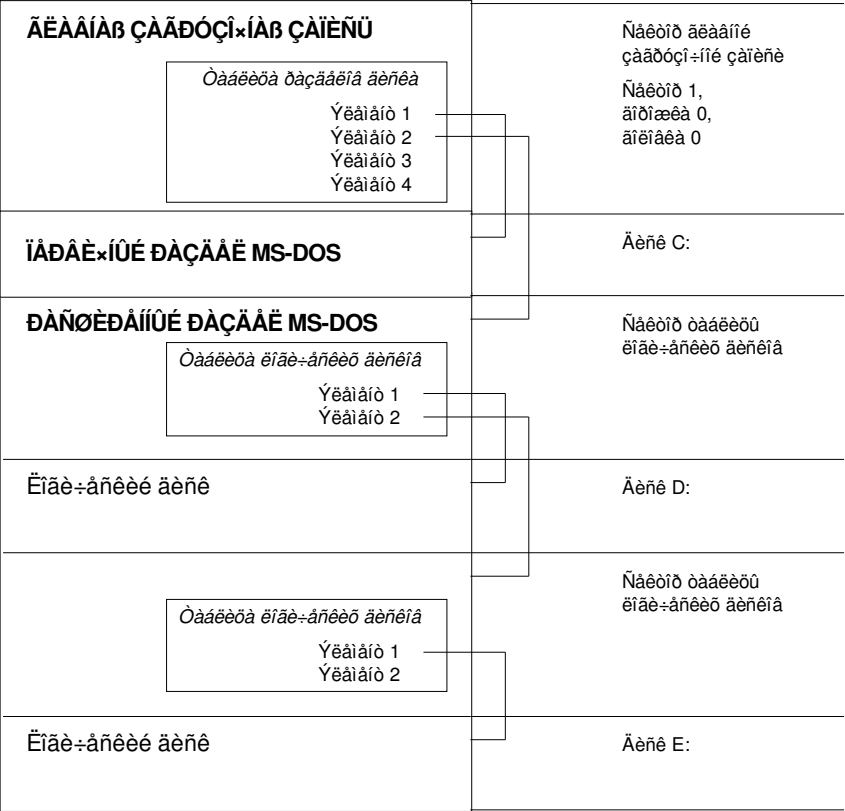 ÃËÀÂÍÀß ÇÀÃÐÓÇÎ×ÍÀß ÇÀÏÈÑÜ
Òàáëèöà ðàçäåëîâ äèñêà
Ýëåìåíò 1
Ýëåìåíò 2
Ýëåìåíò 3
Ýëåìåíò 4
Ñåêòîð ãëàâíîé
çàãðóçî÷íîé çàïèñè
Ñåêòîð 1,
äîðîæêà 0,
ãîëîâêà 0
ÏÅÐÂÈ×ÍÛÉ ÐÀÇÄÅË MS-DOS
Äèñê C:
ÐÀÑØÈÐÅÍÍÛÉ ÐÀÇÄÅË MS-DOS
Òàáëèöà ëîãè÷åñêèõ äèñêîâ
Ýëåìåíò 1
Ýëåìåíò 2
Ñåêòîð òàáëèöû
ëîãè÷åñêèõ äèñêîâ
Ëîãè÷åñêèé äèñê
Äèñê D:
Òàáëèöà ëîãè÷åñêèõ äèñêîâ
Ýëåìåíò 1
Ýëåìåíò 2
Ñåêòîð òàáëèöû
ëîãè÷åñêèõ äèñêîâ
Ëîãè÷åñêèé äèñê
Äèñê E: